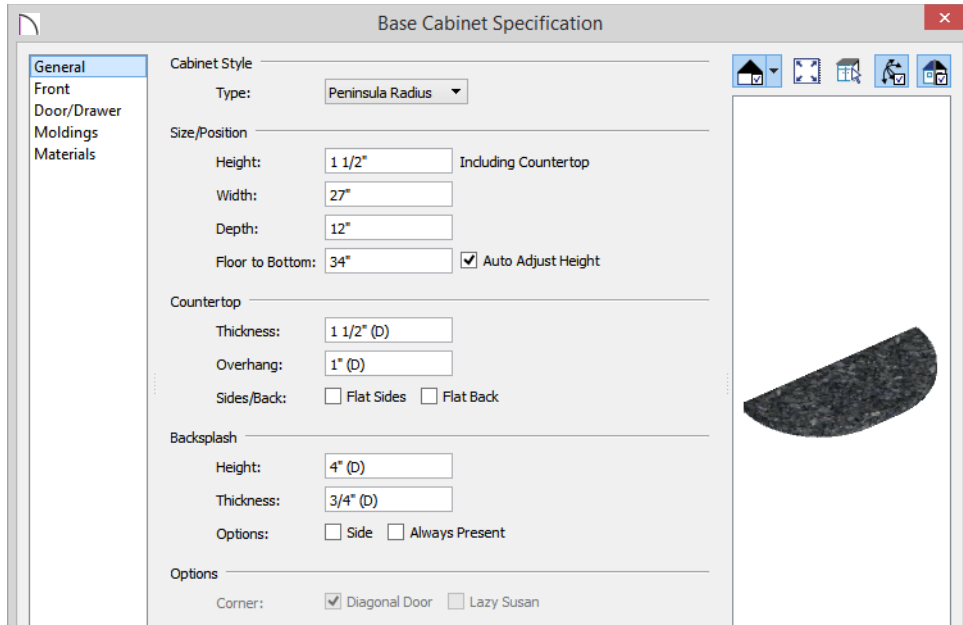 Base Cabinet Specification
General
Front
Door/Drawer
Moldings
Materials
Cabinet Style
Type: Peninsula Radius
Size/Position
Height: 1 1/2" Including Countertop
Width: 27"
Depth: 12"
Floor to Bottom: 34" Auto Adjust Height
Countertop
Thickness: 1 1/2" (D)
Overhang: 1" (D)
Sides/Back: Flat Sides Flat Back
Backsplash
Height: 4" (D)
Thickness: 3/4" (D)
Options: Side Always Present
Options
Corner: Diagonal Door Lazy Susan